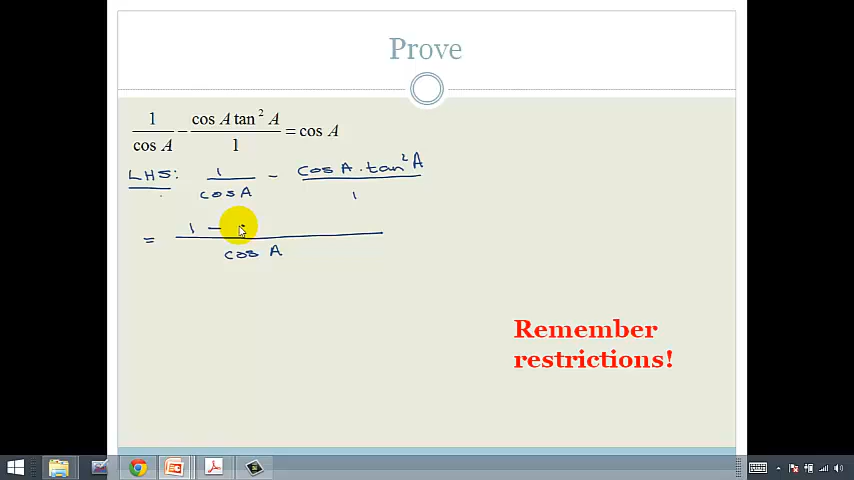 Prove
1/cos A − cos A tan² A/1 = cos A
LHS: 1/cos A − cos A . tan² A/1
= 1 − /cos A
Remember
restrictions!